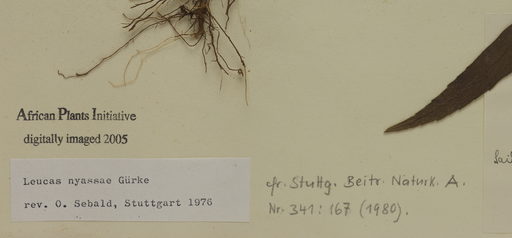 African Plants Initiative
digitally imaged 2005
Leucas nyassae Gürke
rev. O. Sebald, Stuttgart 1976
cfr. Stuttg. Beitr. Naturk. A.
Nr. 341: 167 (1980).